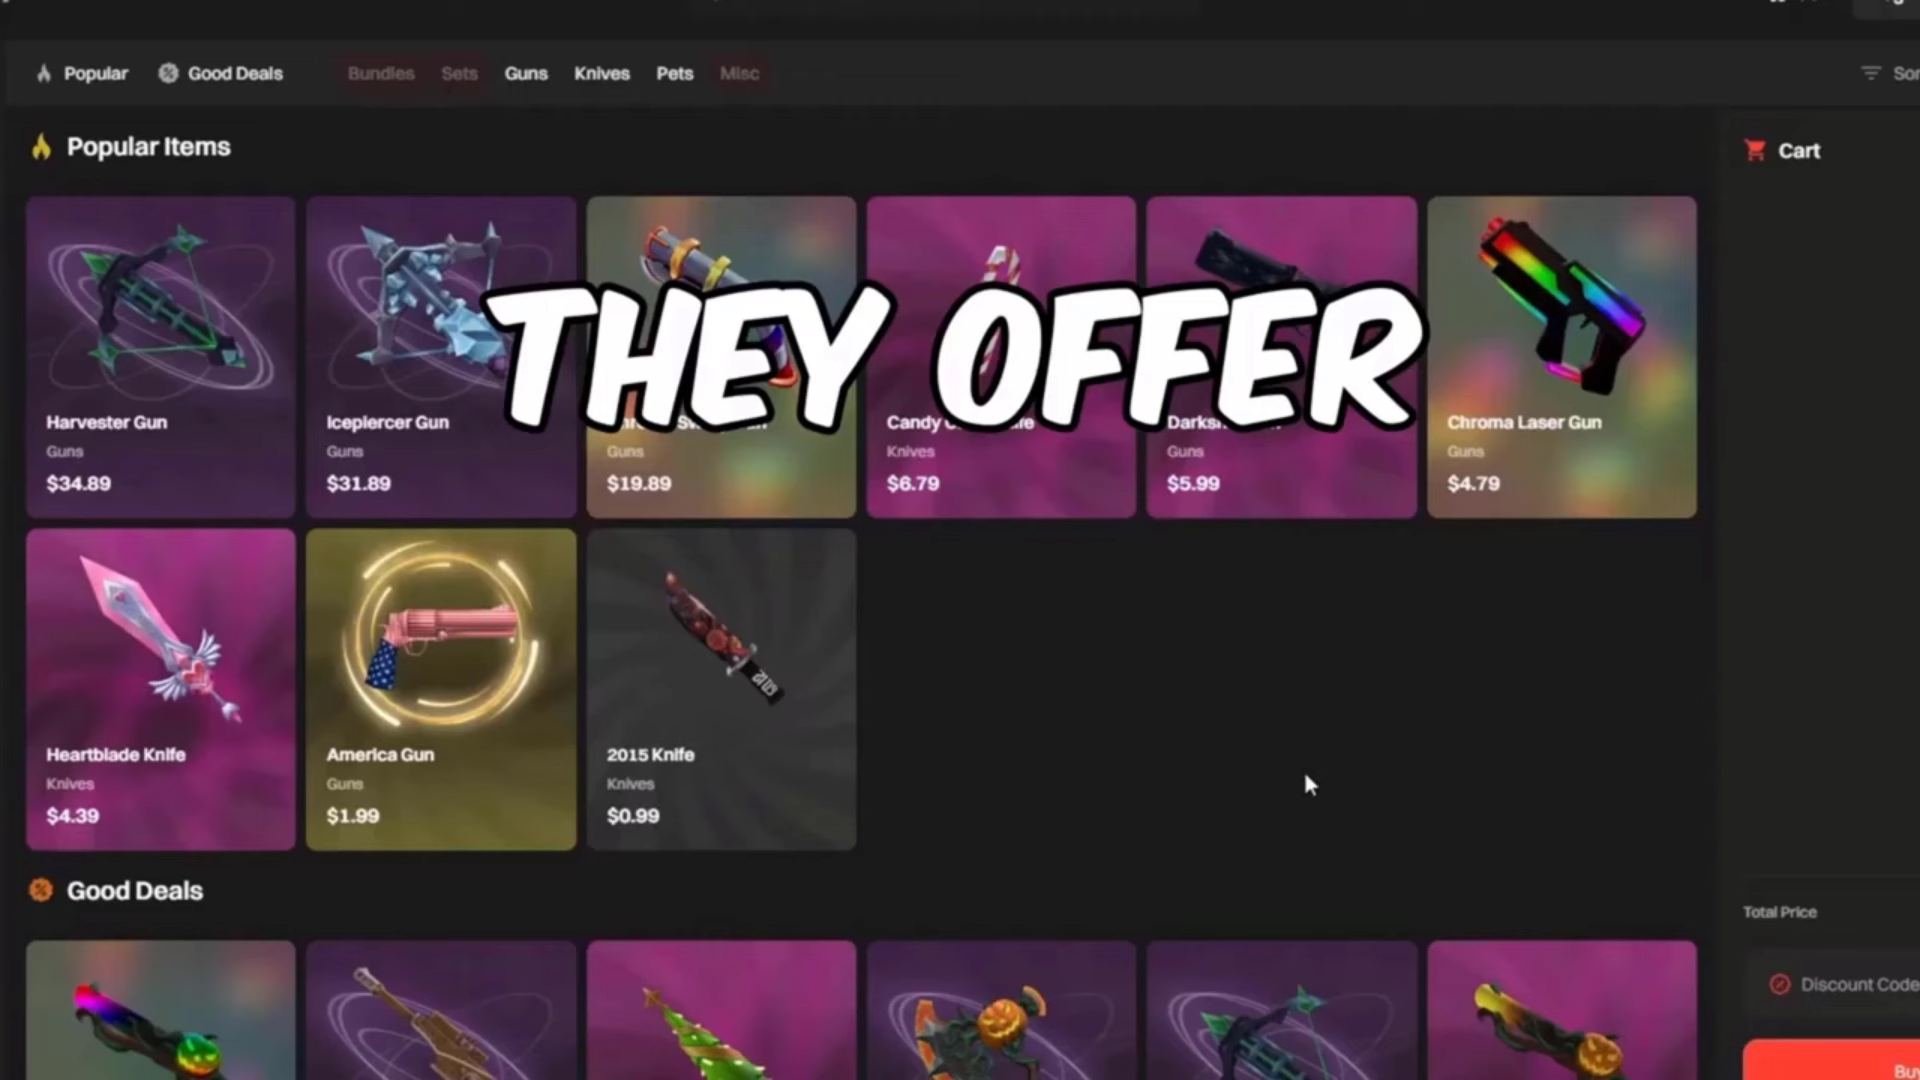 Popular Good Deals Bundles Sets Guns Knives Pets Misc
Popular Items
Cart
THEY OFFER
Harvester Gun
Guns
$34.89
Icepiercer Gun
Guns
$31.89
Guns
$19.89
Candy
Knives
$6.79
Guns
$5.99
Chroma Laser Gun
Guns
$4.79
Heartblade Knife
Knives
$4.39
America Gun
Guns
$1.99
2015 Knife
Knives
$0.99
Good Deals
Total Price
Discount Code